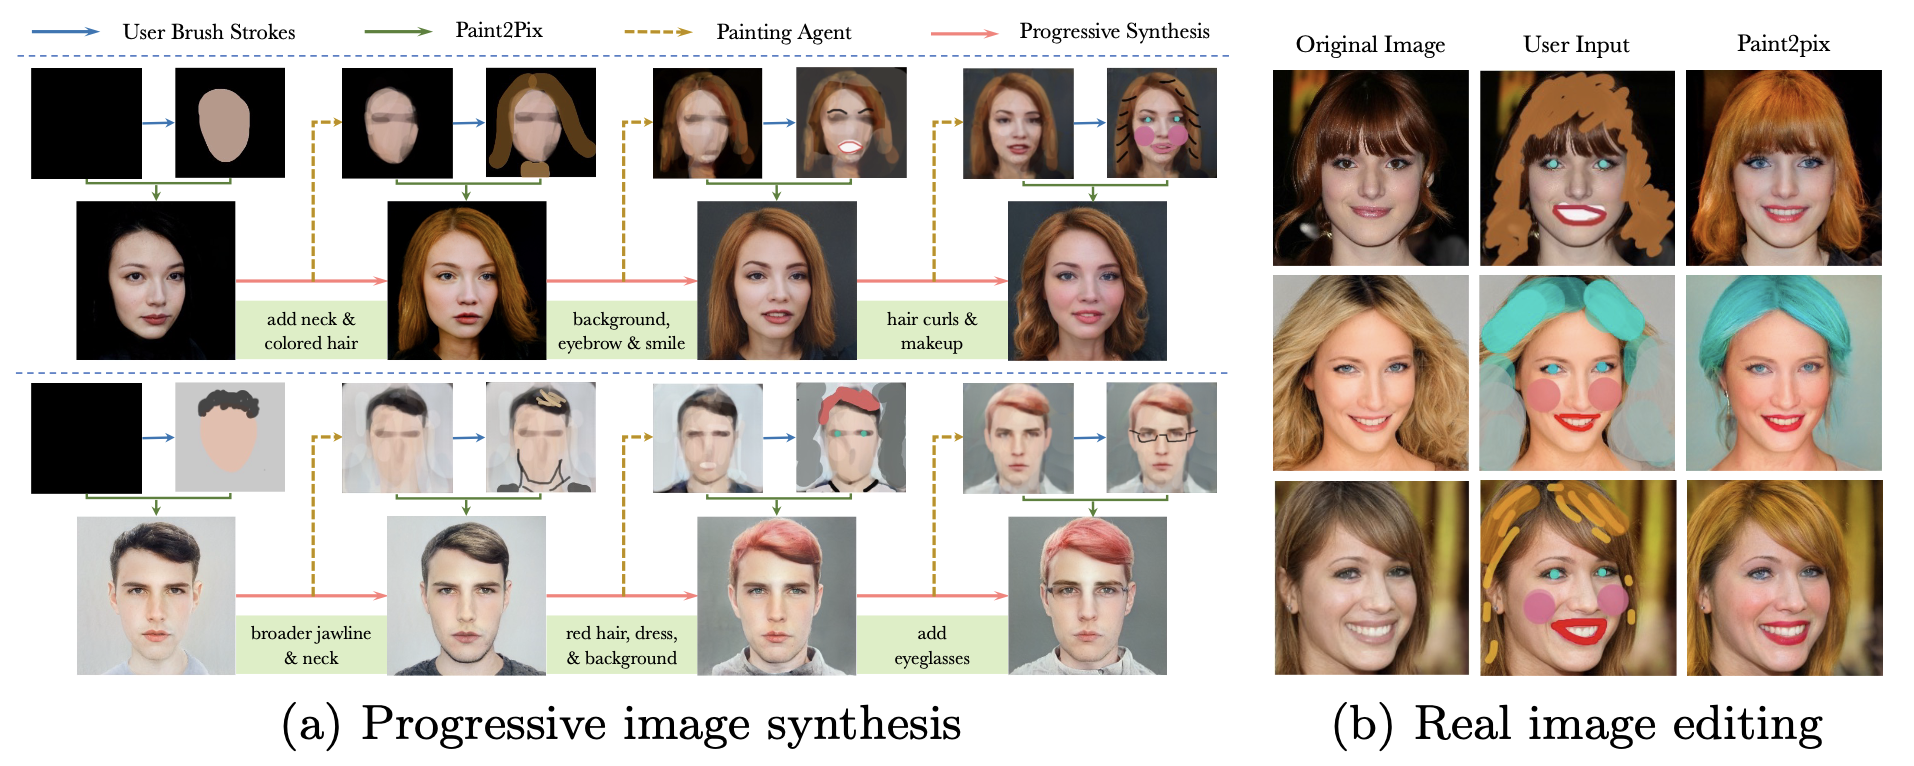 User Brush Strokes
Paint2Pix
Painting Agent
Progressive Synthesis
add neck &
colored hair
background,
eyebrow & smile
hair curls &
makeup
broader jawline
& neck
red hair, dress,
& background
add
eyeglasses
(a) Progressive image synthesis
Original Image
User Input
Paint2pix
(b) Real image editing